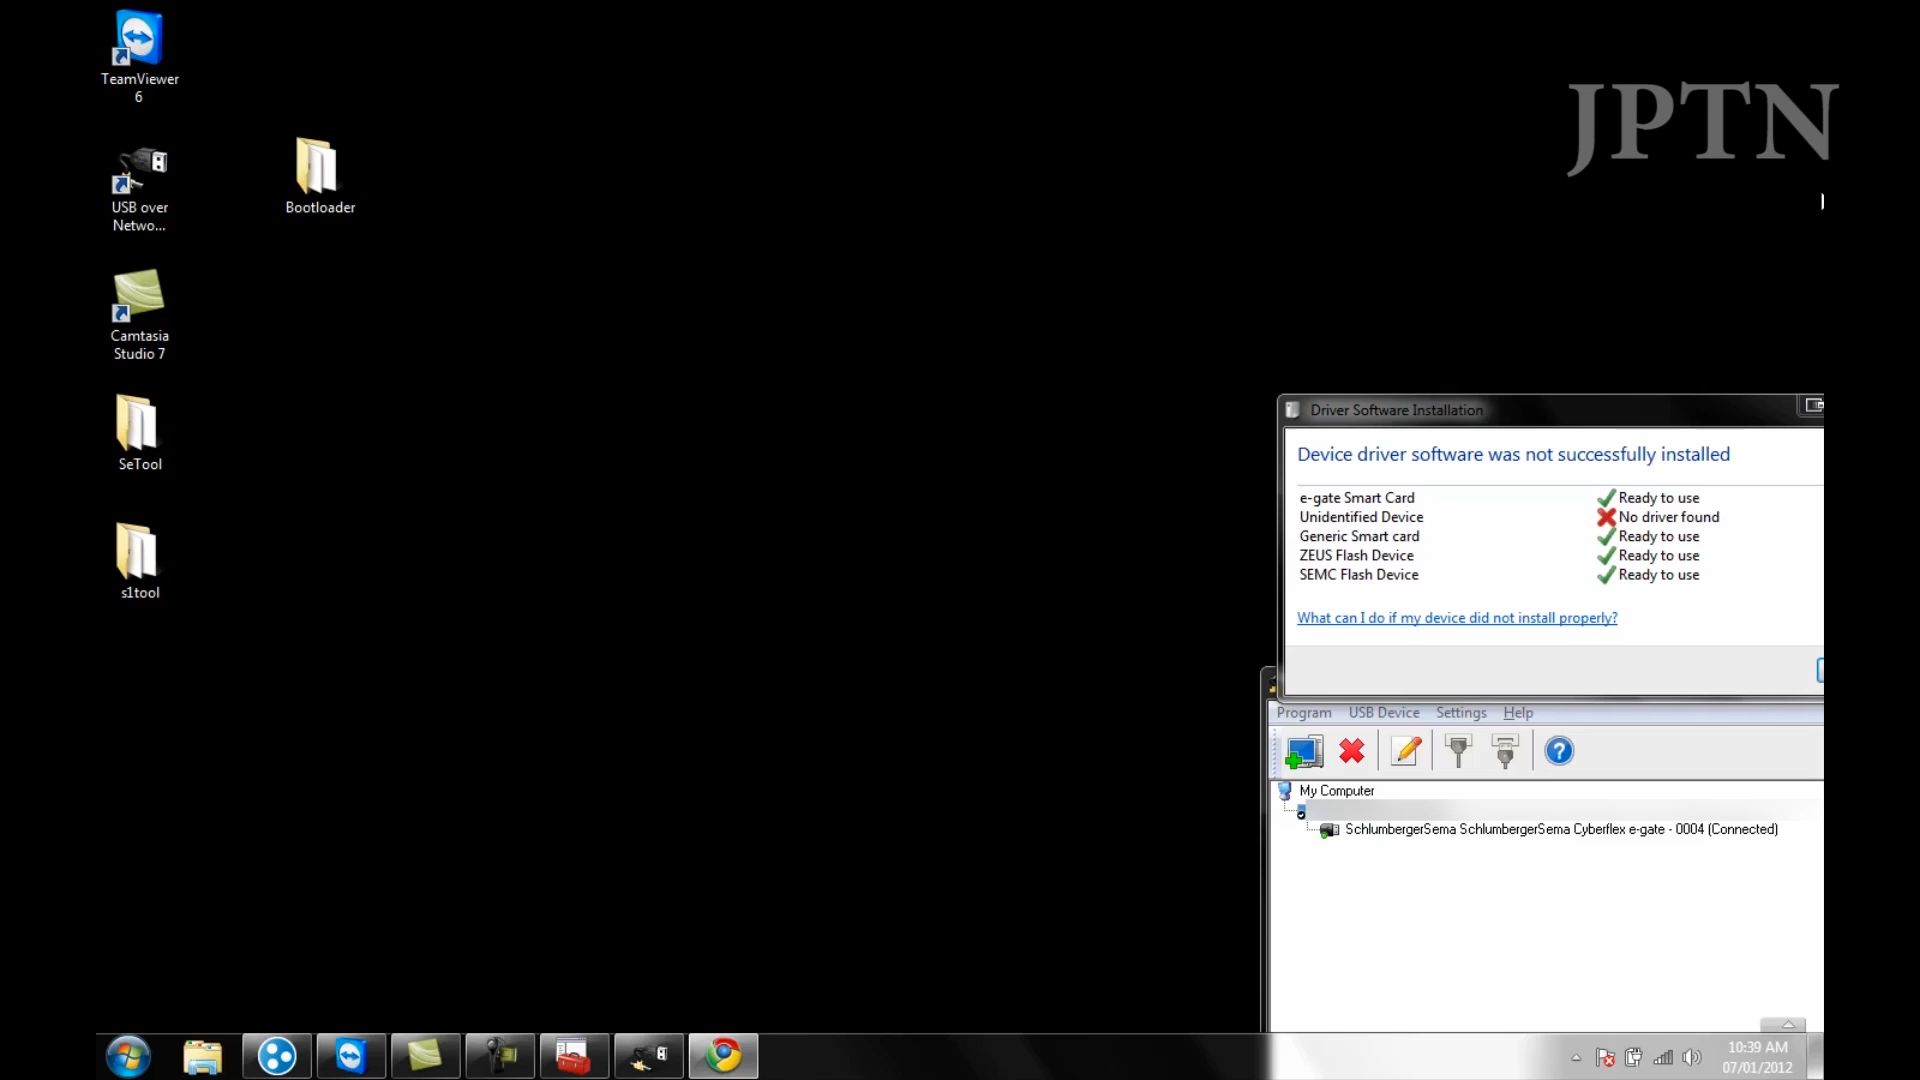 TeamViewer
6
JPTN
USB over
Netwo...
Bootloader
Camtasia
Studio 7
SeTool
s1tool
Driver Software Installation
Device driver software was not successfully installed
e-gate Smart Card Ready to use
Unidentified Device No driver found
Generic Smart card Ready to use
ZEUS Flash Device Ready to use
SEMC Flash Device Ready to use
What can I do if my device did not install properly?
Program USB Device Settings Help
My Computer
SchlumbergerSema SchlumbergerSema Cyberflex e-gate - 0004 (Connected)
10:39 AM
07/01/2012